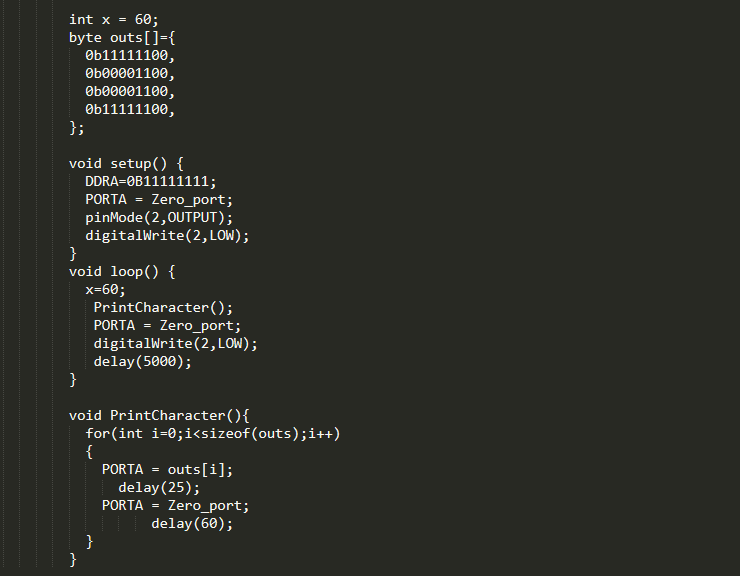 int x = 60;
byte outs[]={
0b11111100,
0b00001100,
0b00001100,
0b11111100,
};
void setup() {
DDRA=0B11111111;
PORTA = Zero_port;
pinMode(2,OUTPUT);
digitalWrite(2,LOW);
}
void loop() {
x=60;
PrintCharacter();
PORTA = Zero_port;
digitalWrite(2,LOW);
delay(5000);
}
void PrintCharacter(){
for(int i=0;i<sizeof(outs);i++)
{
PORTA = outs[i];
delay(25);
PORTA = Zero_port;
delay(60);
}
}